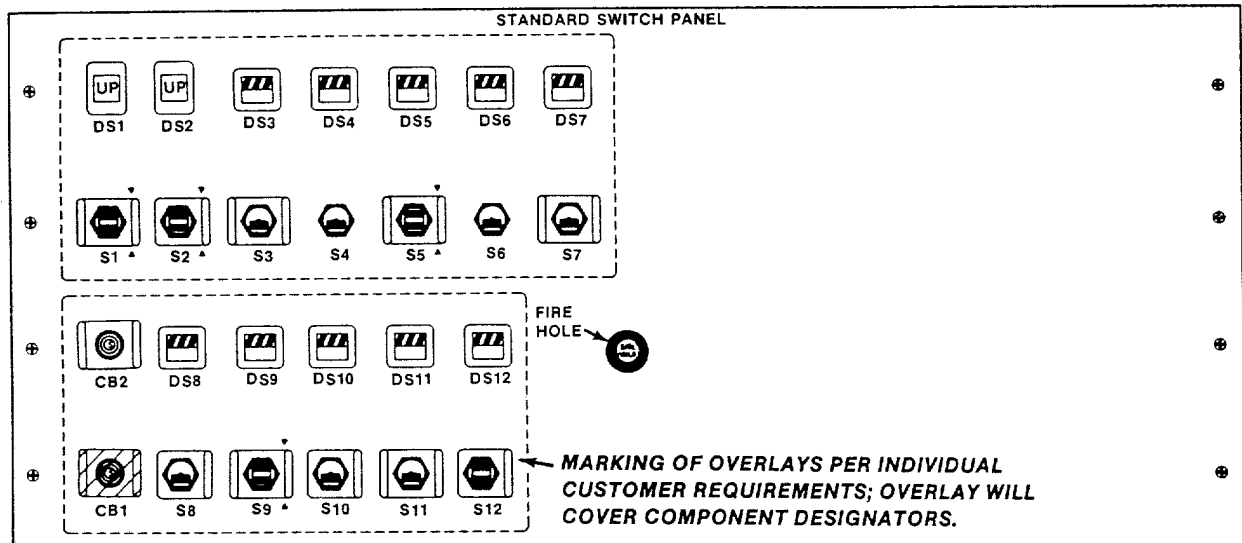 STANDARD SWITCH PANEL
UP UP
DS1 DS2 DS3 DS4 DS5 DS6 DS7
S1 S2 S3 S4 S5 S6 S7
FIRE
HOLE
CB2 DS8 DS9 DS10 DS11 DS12
CB1 S8 S9 S10 S11 S12
MARKING OF OVERLAYS PER INDIVIDUAL
CUSTOMER REQUIREMENTS; OVERLAY WILL
COVER COMPONENT DESIGNATORS.